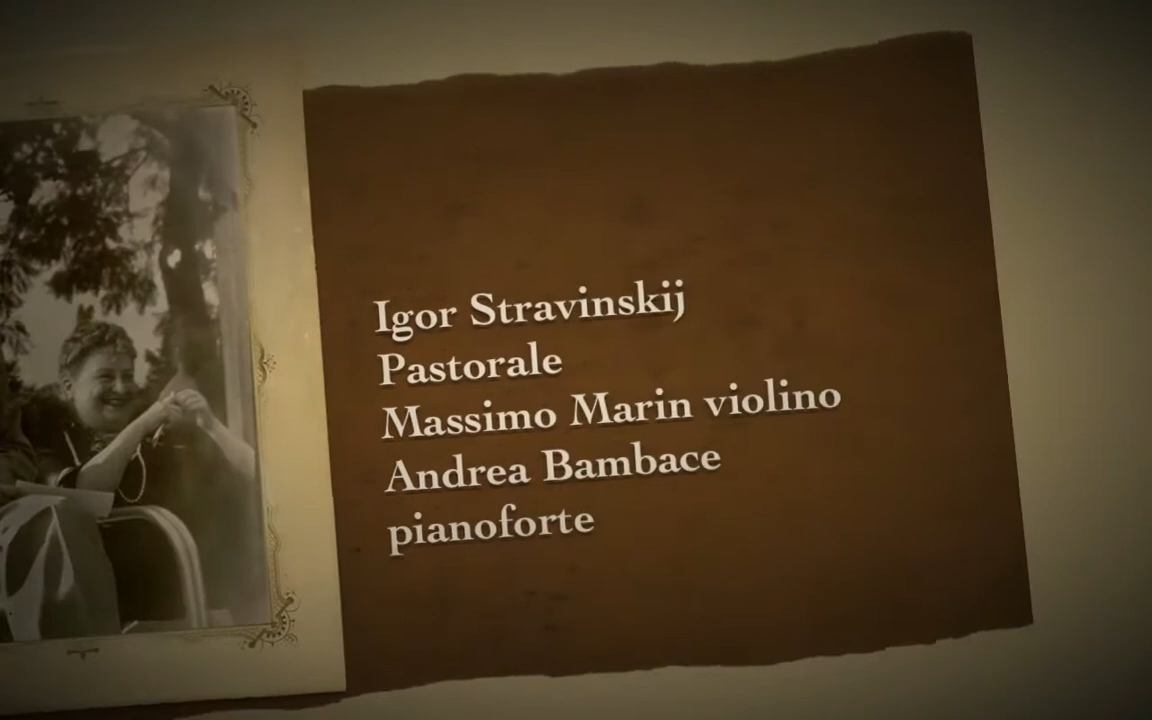 Igor Stravinskij
Pastorale
Massimo Marin violino
Andrea Bambace
pianoforte